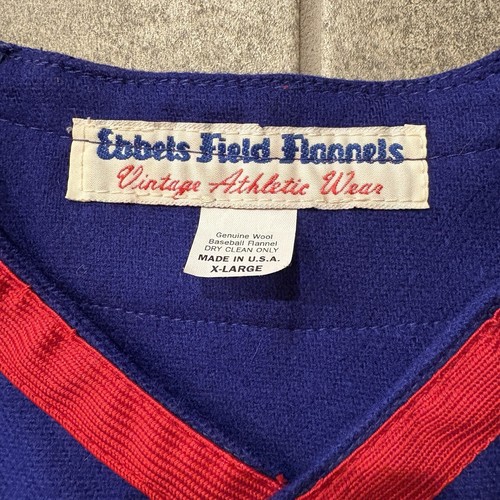 Ebbets Field Flannels
Vintage Athletic Wear
Genuine Wool
Baseball Flannel
DRY CLEAN ONLY
MADE IN U.S.A.
X-LARGE